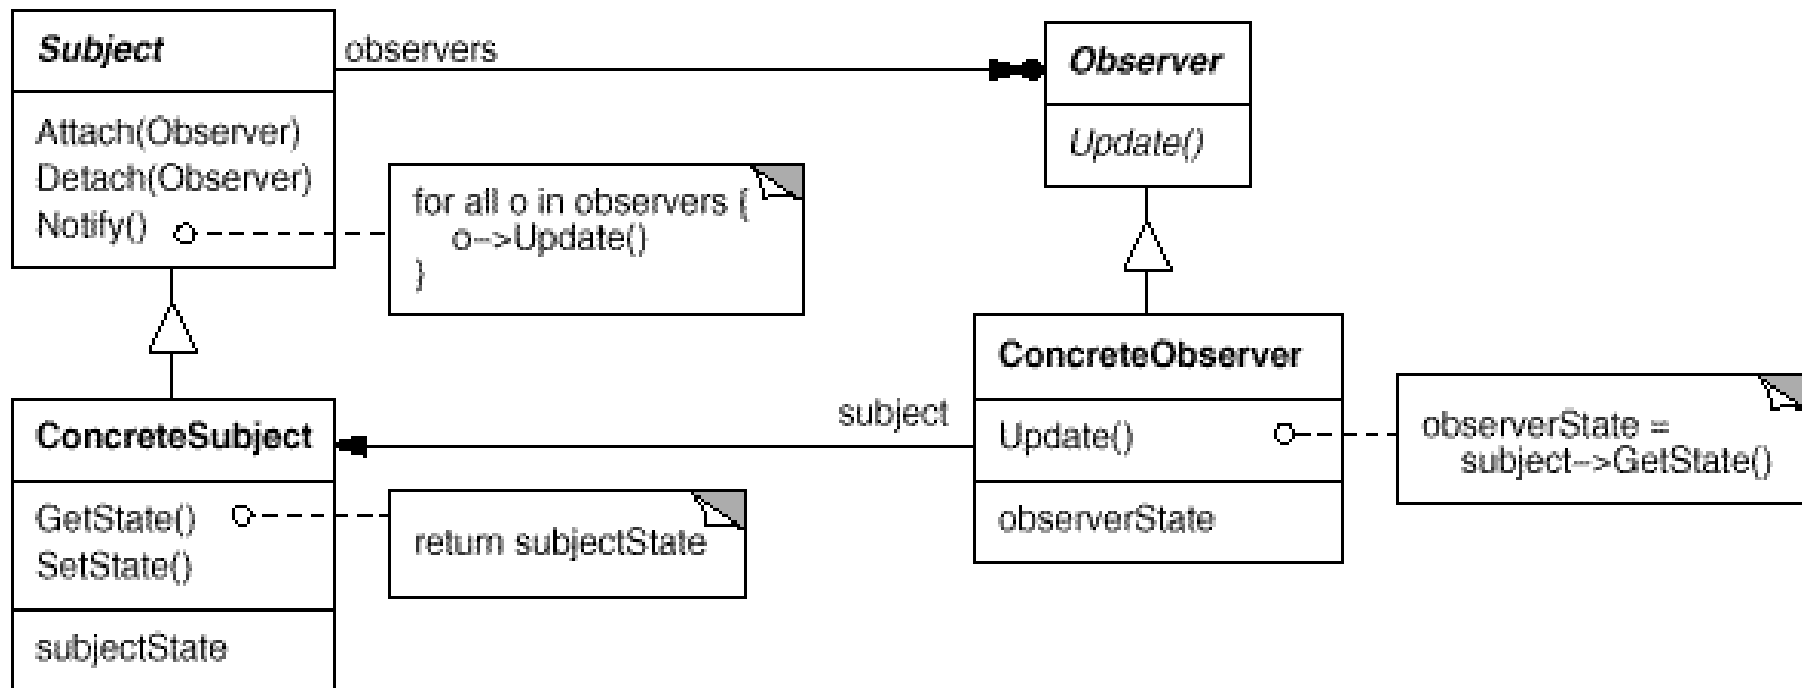 Subject
observers
Observer
Attach(Observer)
Detach(Observer)
Notify()
for all o in observers {
o->Update()
}
Update()
ConcreteSubject
GetState()
SetState()
subjectState
return subjectState
subject
ConcreteObserver
Update()
observerState
observerState =
subject->GetState()